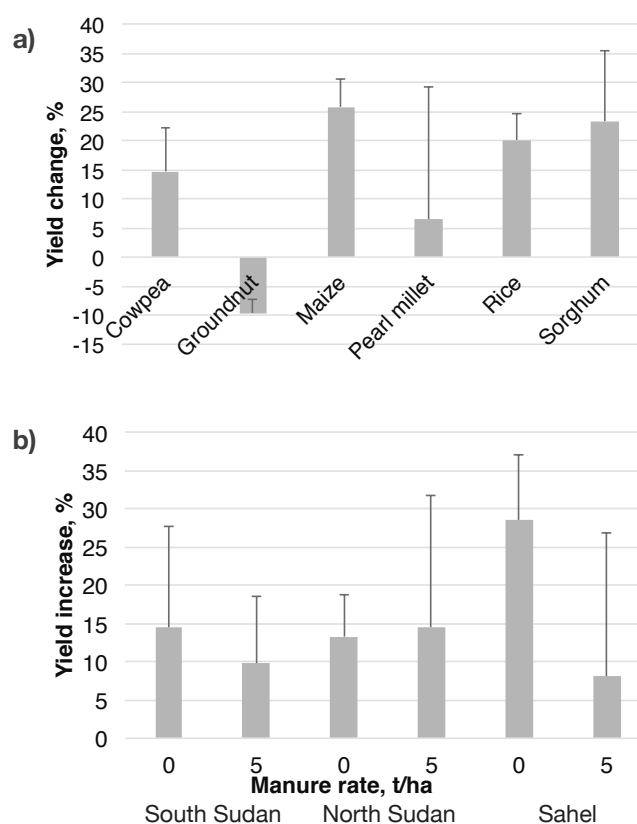 a)
Yield change, %
40
35
30
25
20
15
10
5
0
-5
-10
-15
Cowpea
Groundnut
Maize
Pearl millet
Rice
Sorghum
b)
Yield increase, %
40
35
30
25
20
15
10
5
0
0 5 0 5 0 5
Manure rate, t/ha
South Sudan North Sudan Sahel